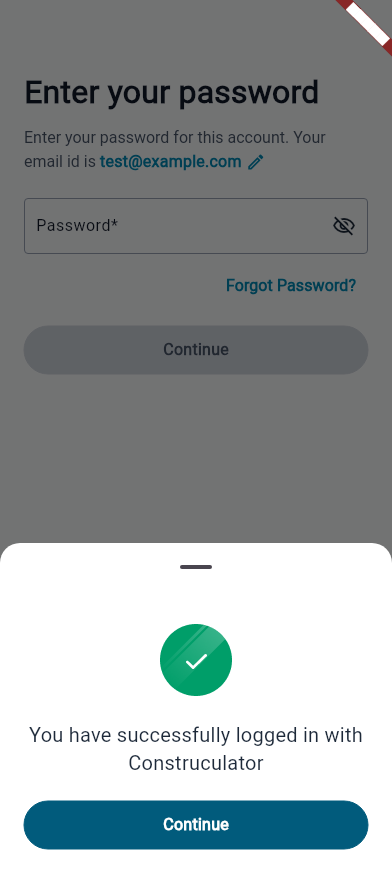 Enter your password
Enter your password for this account. Your
email id is test@example.com
Password*
Forgot Password?
Continue
You have successfully logged in with
Construculator
Continue